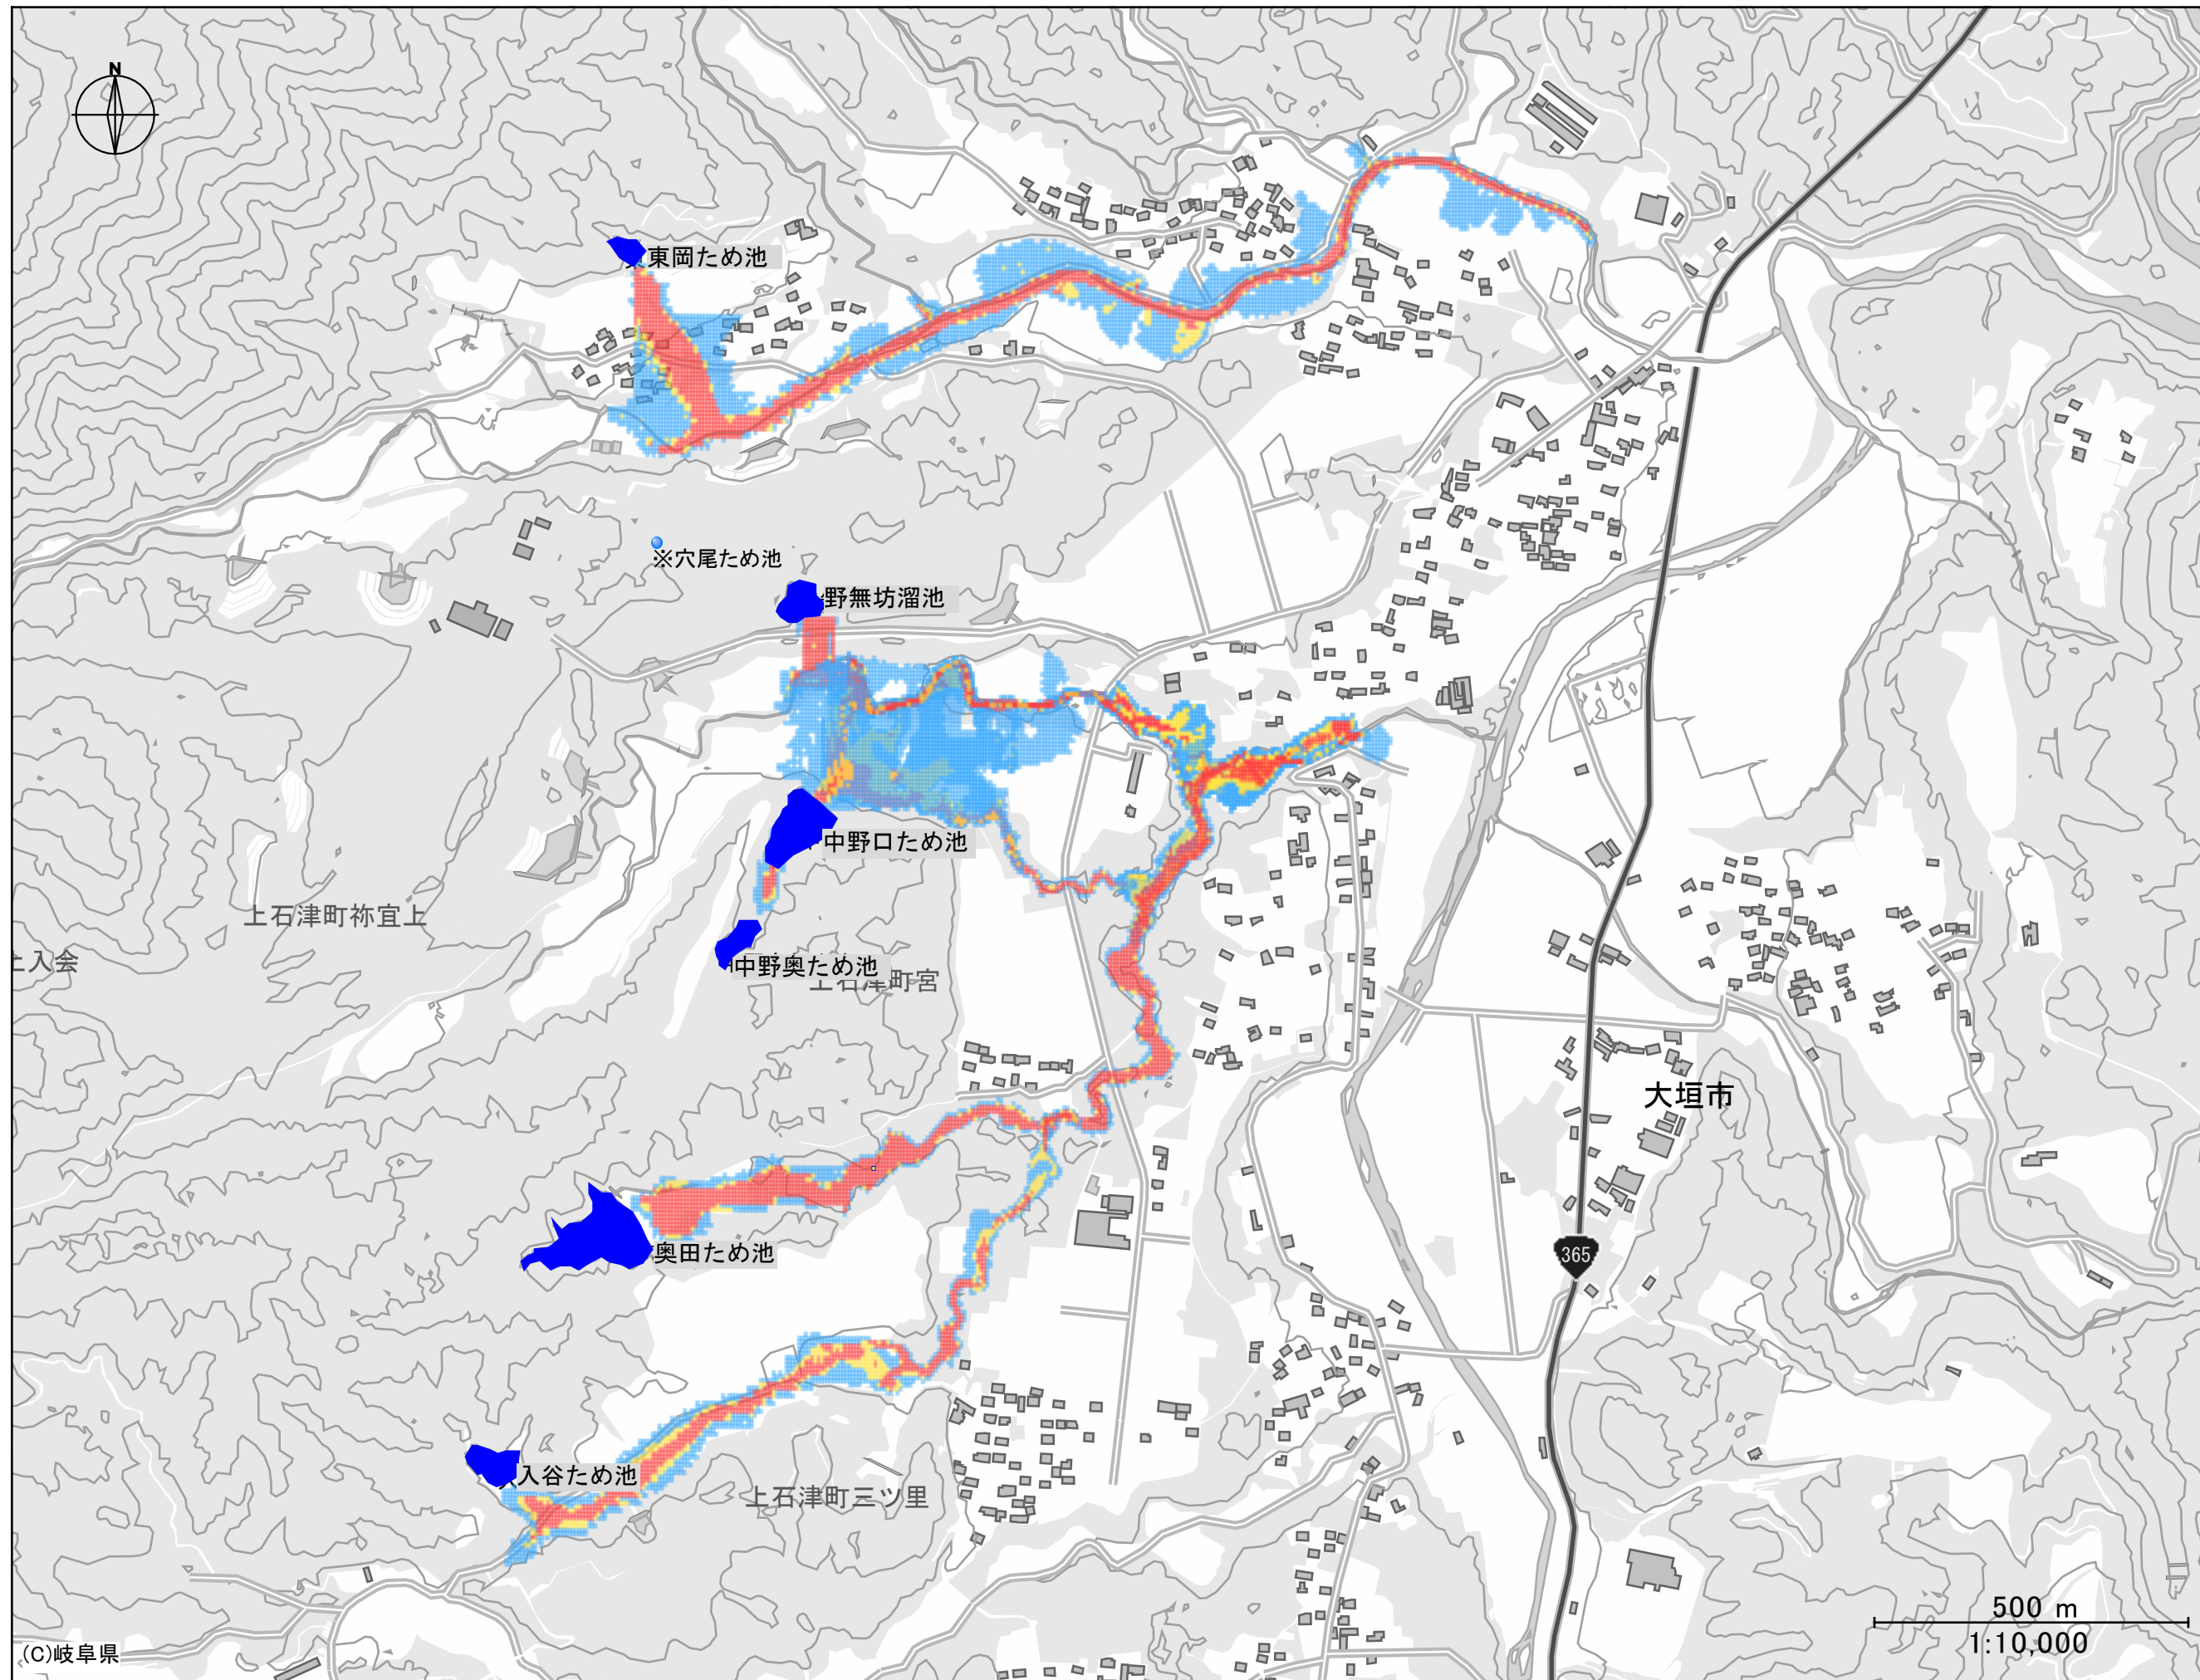 N
東岡ため池
※穴尾ため池
野無坊溜池
中野口ため池
上石津町祢宜上
上入会
中野奥ため池
上石津町宮
大垣市
奥田ため池
365
入谷ため池
上石津町三ツ里
500 m
1:10,000
(C)岐阜県